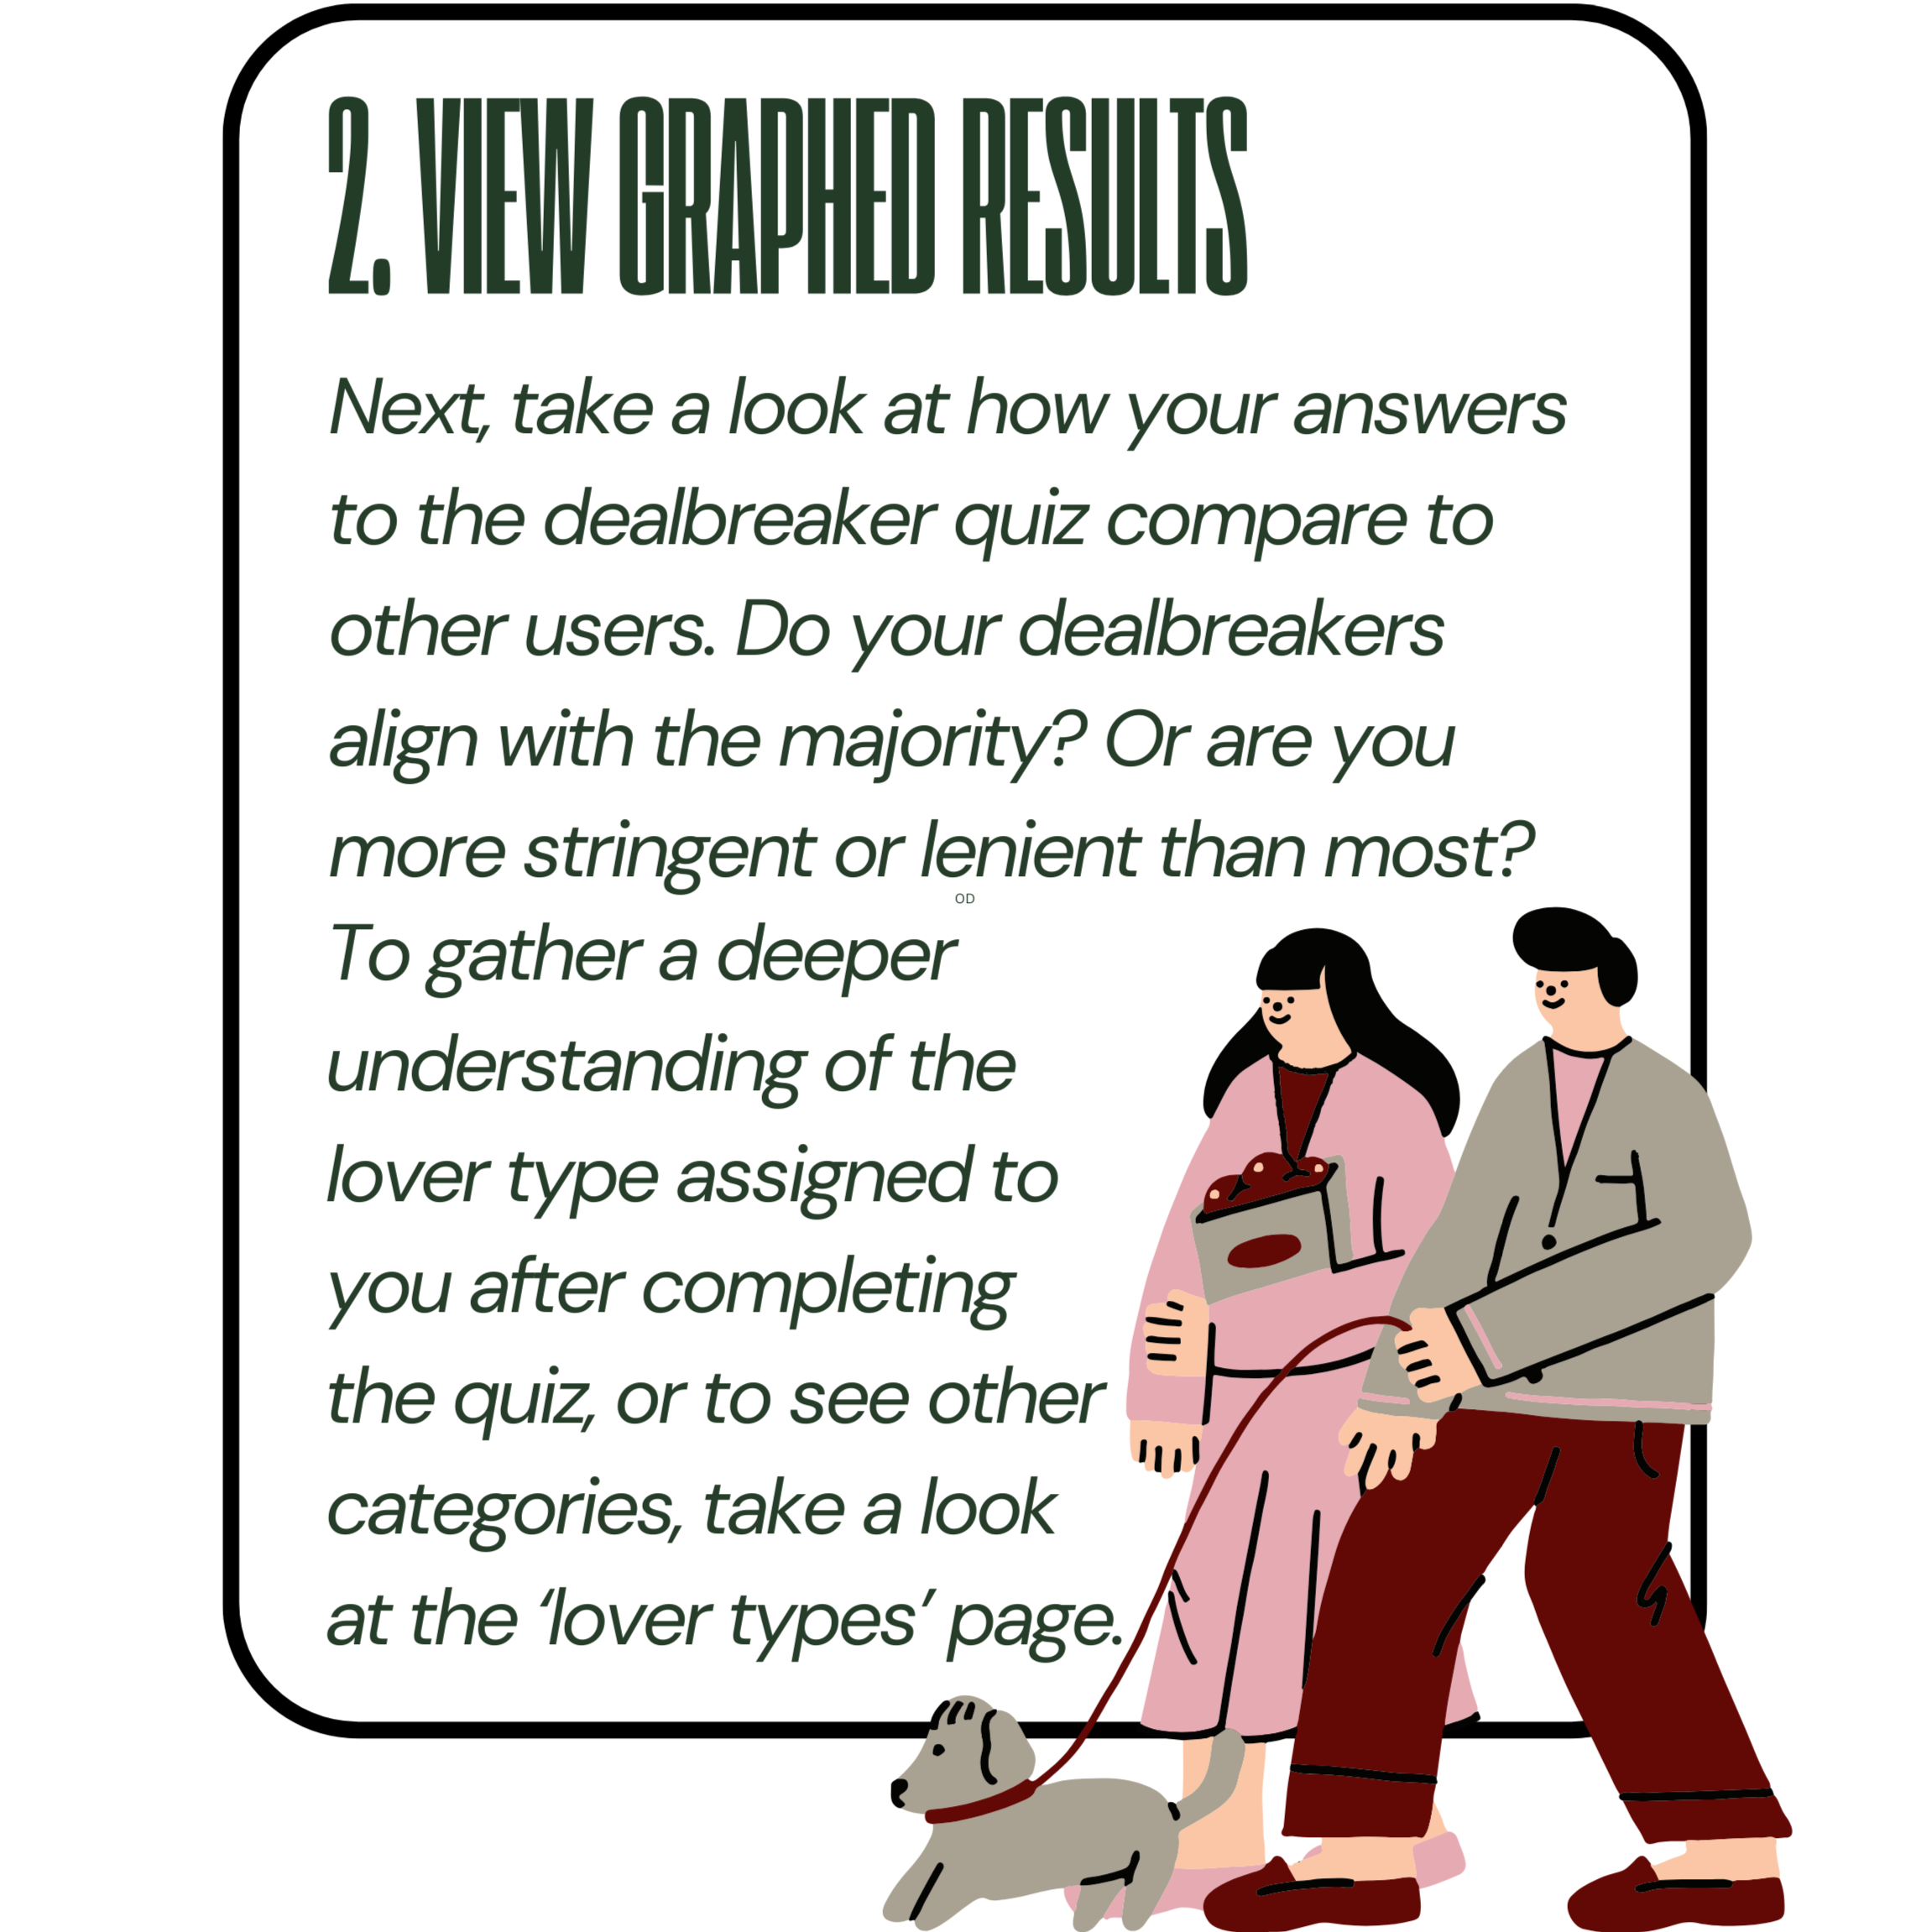 2. VIEW GRAPHED RESULTS
Next, take a look at how your answers
to the dealbreaker quiz compare to
other users. Do your dealbreakers
align with the majority? Or are you
more stringent or lenient than most?
OD
To gather a deeper
understanding of the
lover type assigned to
you after completing
the quiz, or to see other
categories, take a look
at the ‘lover types’ page.